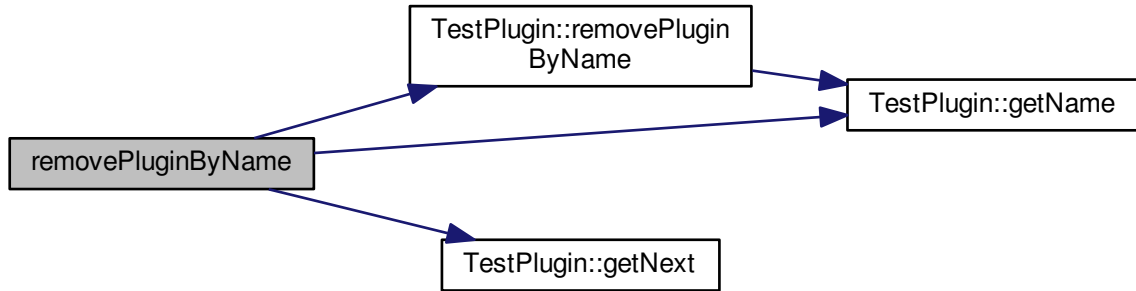 TestPlugin::removePlugin
ByName
TestPlugin::getName
removePluginByName
TestPlugin::getNext